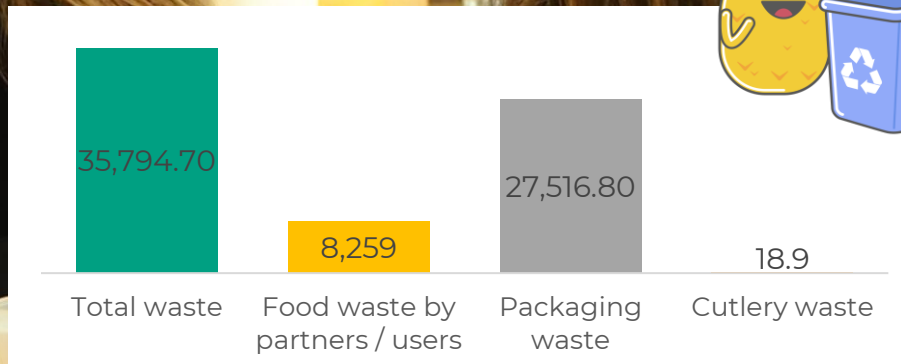 35,794.70
8,259
27,516.80
18.9
Total waste
Food waste by
partners / users
Packaging
waste
Cutlery waste